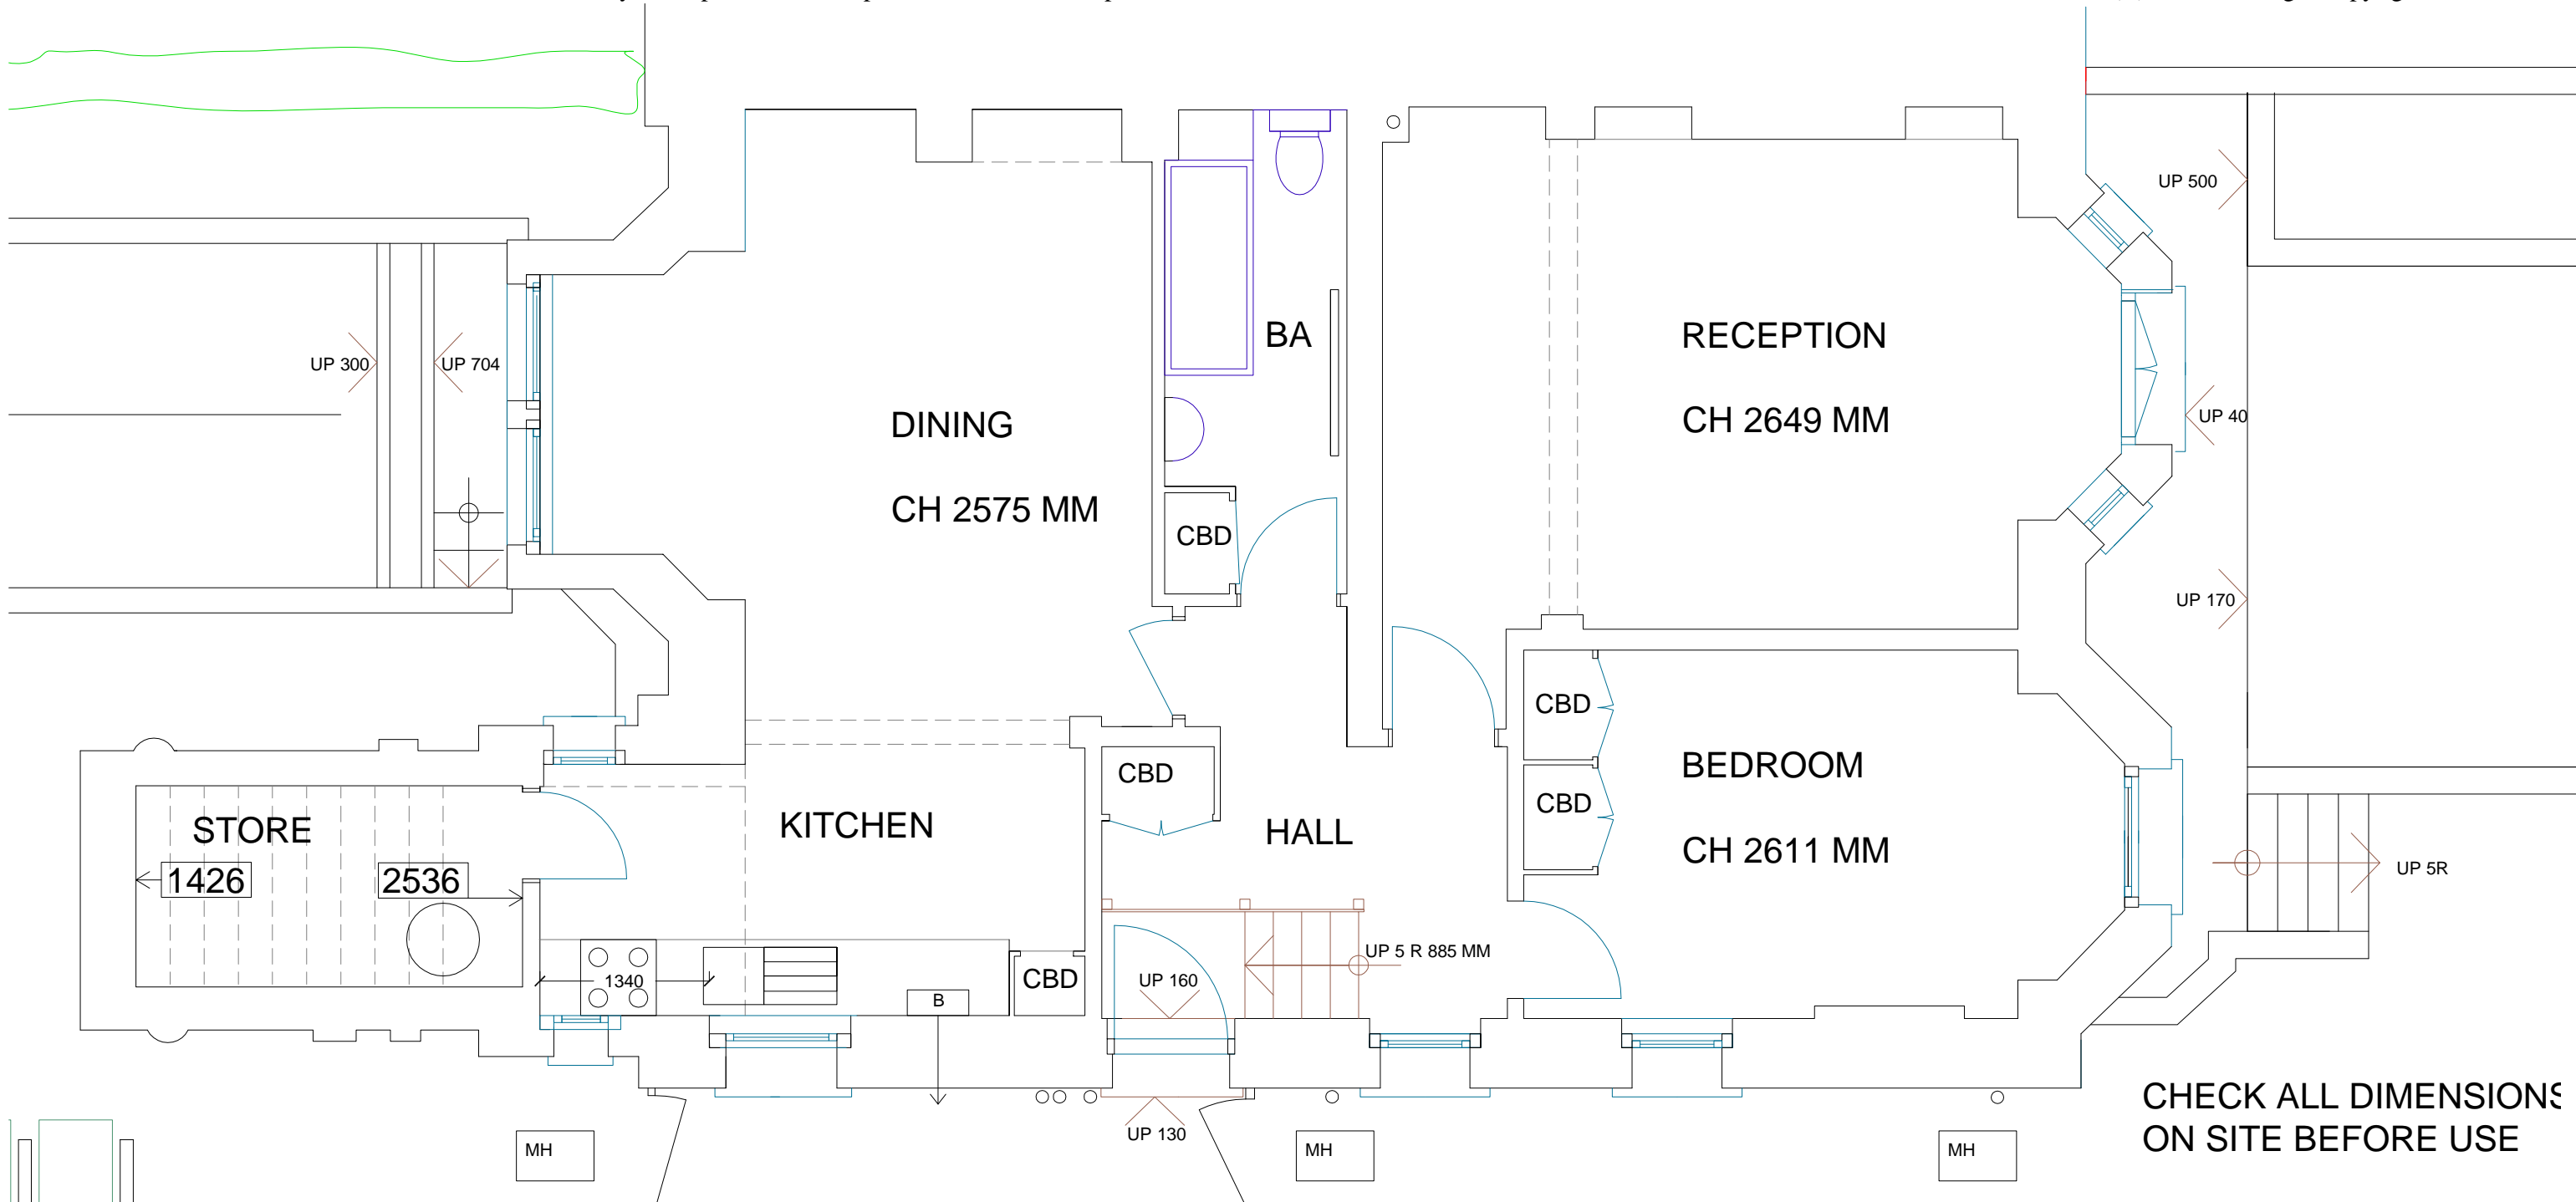 UP 500
BA
RECEPTION
CH 2649 MM
UP 300
UP 704
UP 40
DINING
CH 2575 MM
CBD
UP 170
CBD
BEDROOM
CH 2611 MM
CBD
CBD
KITCHEN
STORE
HALL
1426
2536
UP 5R
UP 5 R 885 MM
CBD
1340
UP 160
B
UP 130
MH
MH
MH
CHECK ALL DIMENSIONS
ON SITE BEFORE USE